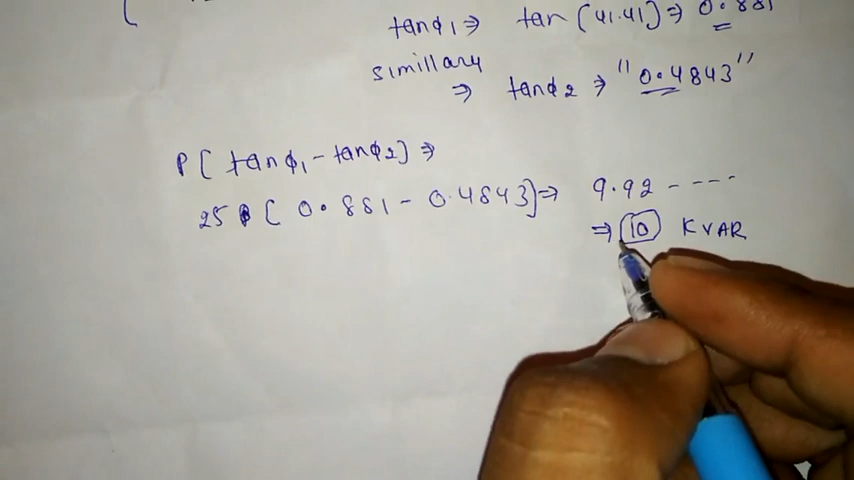 tanϕ1 ⇒ tan (41.41] ⇒ 0.881
simillary
⇒ tanϕ2 ⇒ "0.4843"
P [ tanϕ1 - tanϕ2] ⇒
25 [ 0.881 - 0.4843] ⇒ 9.92 ----
⇒ 10 KVAR